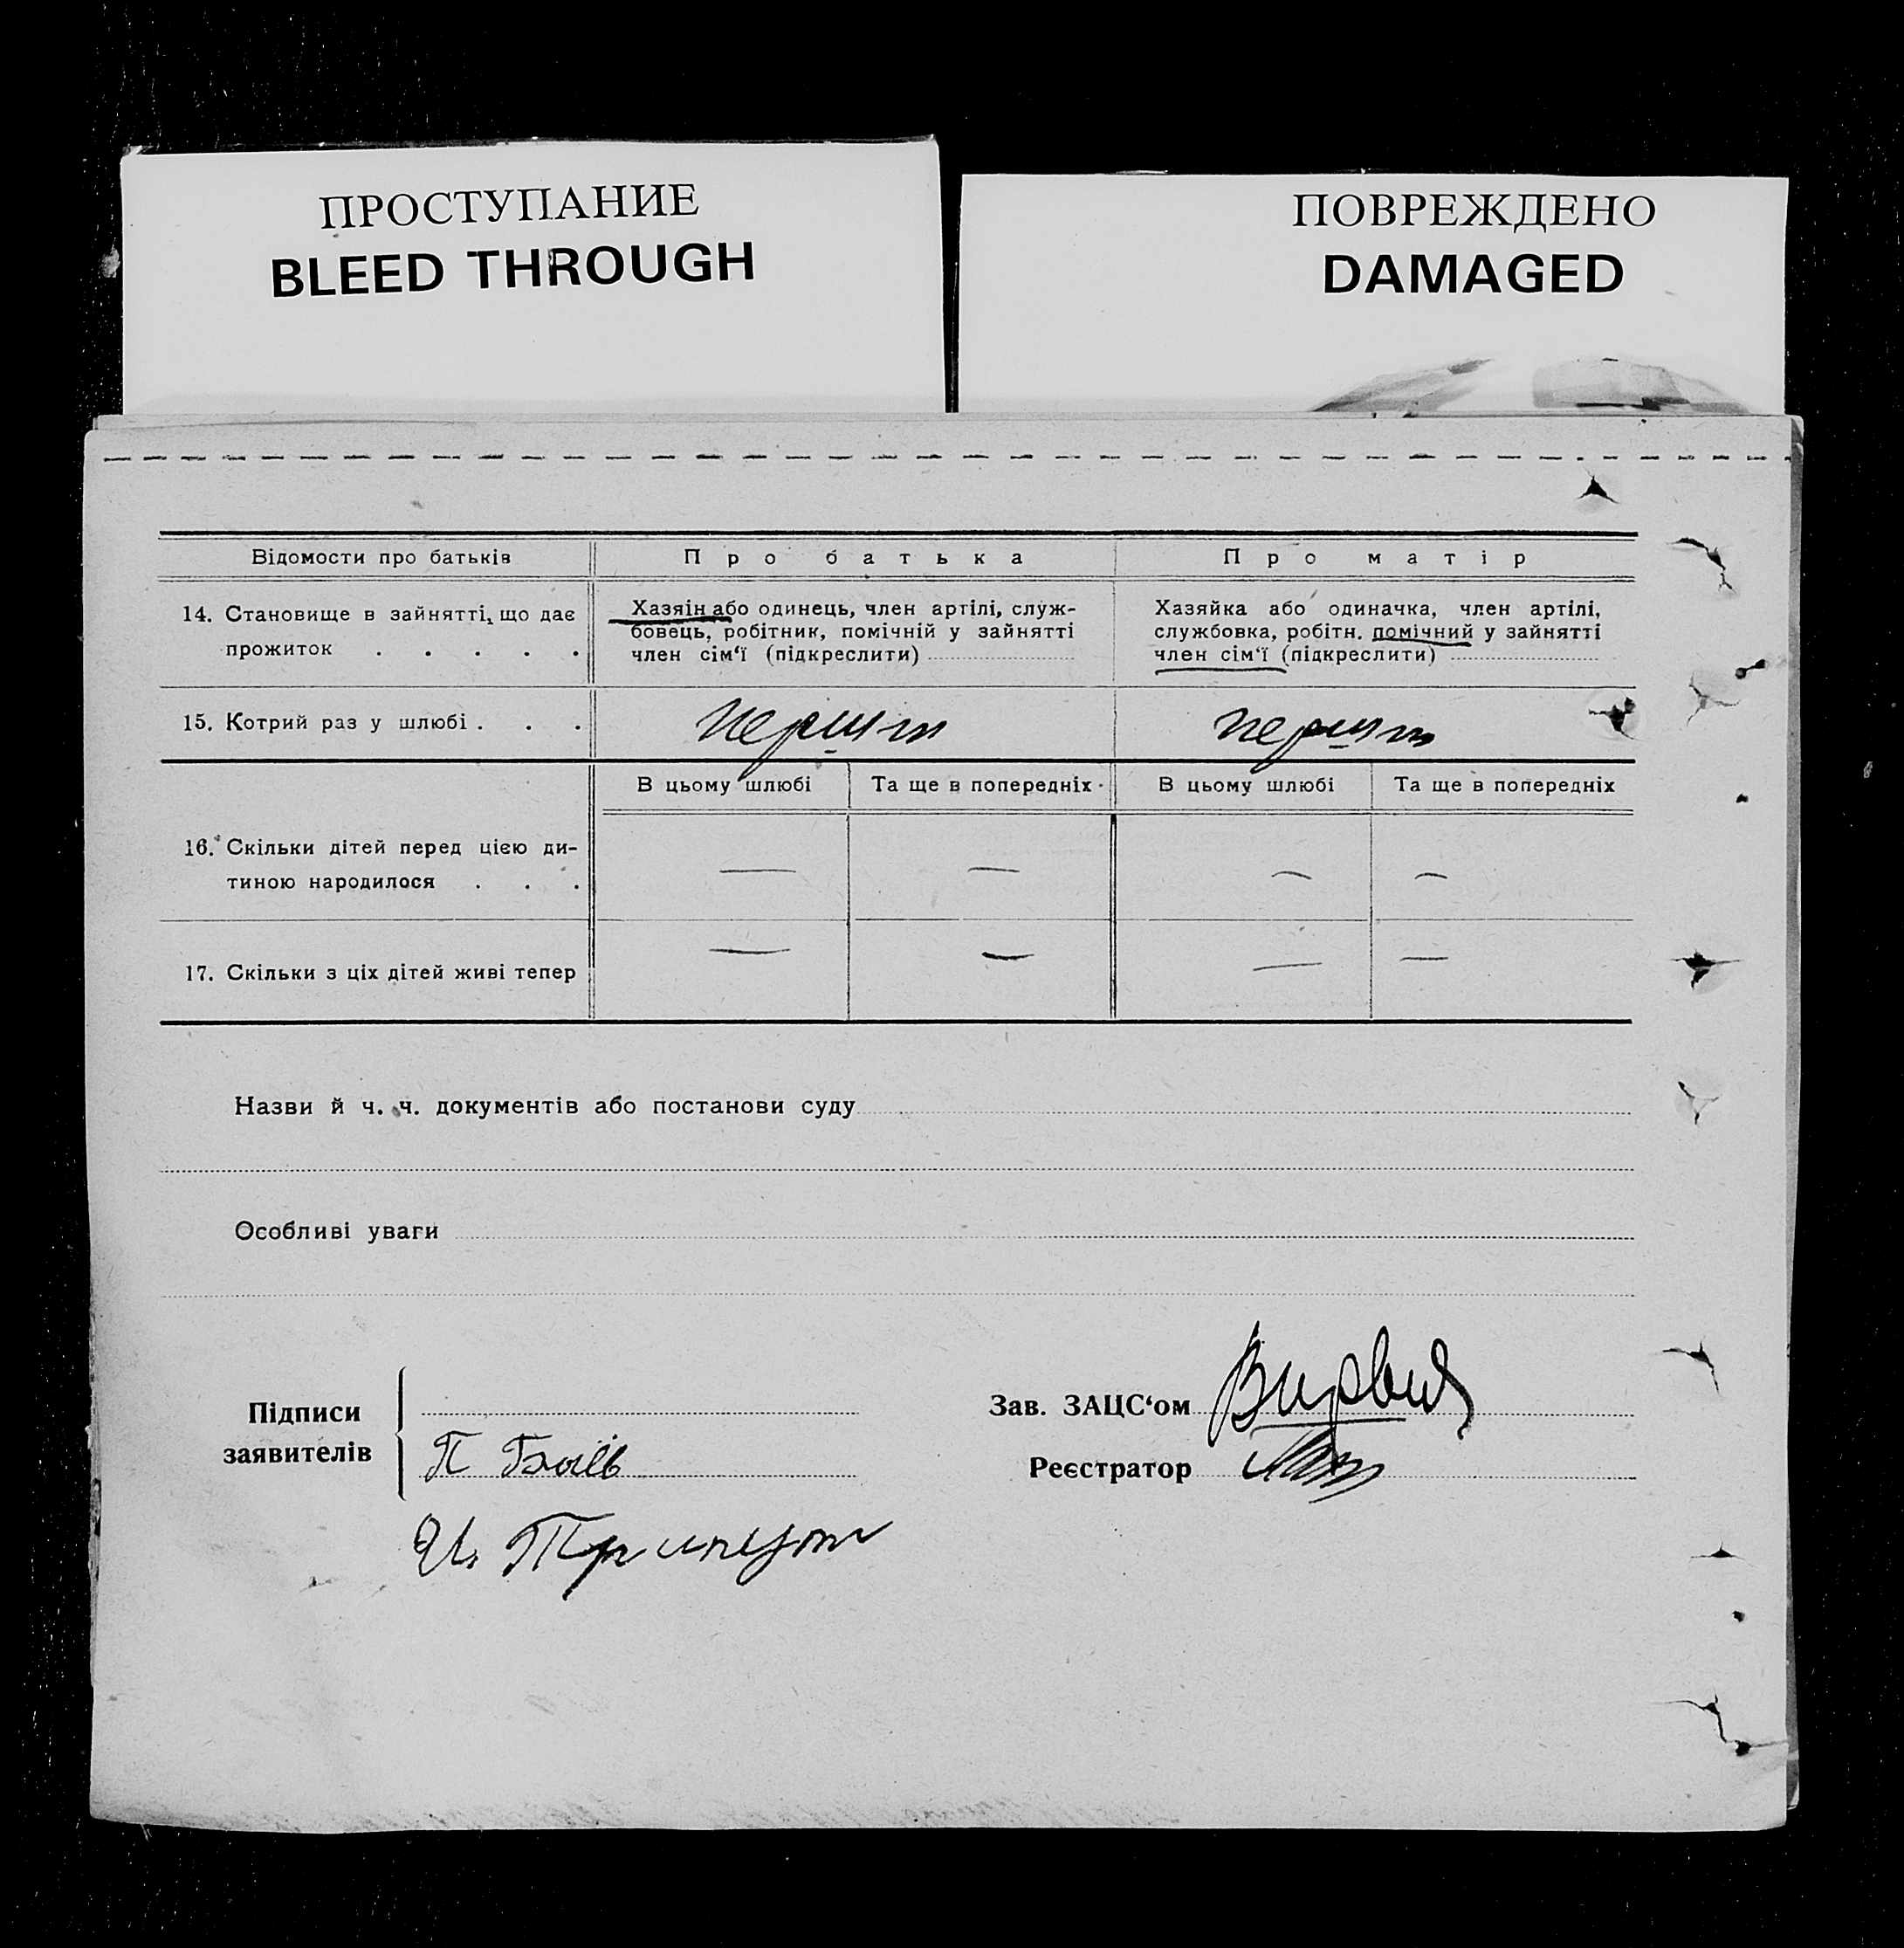 ПРОСТУПАНИЕ
BLEED THROUGH
ПОВРЕЖДЕНО
DAMAGED
Відомости про батьків
Про батька
Про матір
14. Становище в зайнятті, що дає
прожиток . . . . .
Хазяін або одинець, член артілі, служ-
бовець, робітник, помічній у зайнятті
член сім‘ї (підкреслити)
Хазяйка або одиначка, член артілі,
службовка, робітн. помічний у зайнятті
член сім‘ї (підкреслити)
15. Котрий раз у шлюбі . . .
перший
перший
В цьому шлюбі
Та ще в попередніх
В цьому шлюбі
Та ще в попередніх
16. Скільки дітей перед цією ди-
тиною народилося . . .
— — — —
17. Скільки з ціх дітей живі тепер
— — — —
Назви й ч. ч. документів або постанови суду
Особливі уваги
Підписи
заявителів
П
Зав. ЗАЦС‘ом
Реєстратор